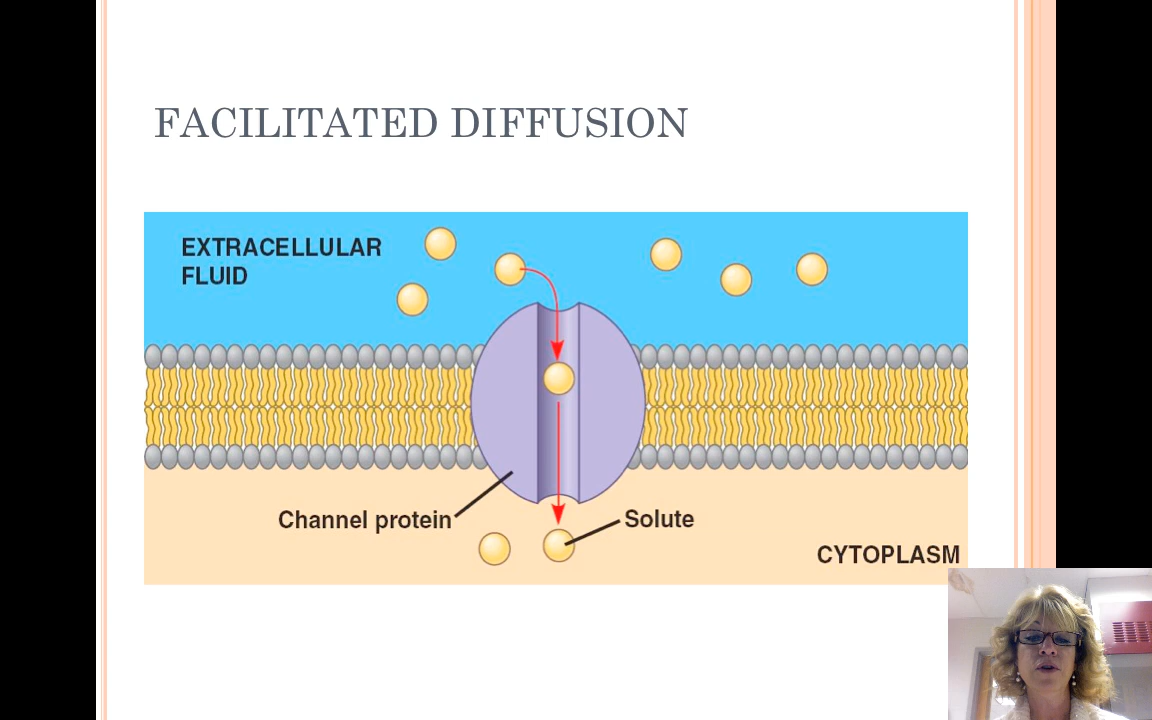 FACILITATED DIFFUSION
EXTRACELLULAR
FLUID
Channel protein
Solute
CYTOPLASM